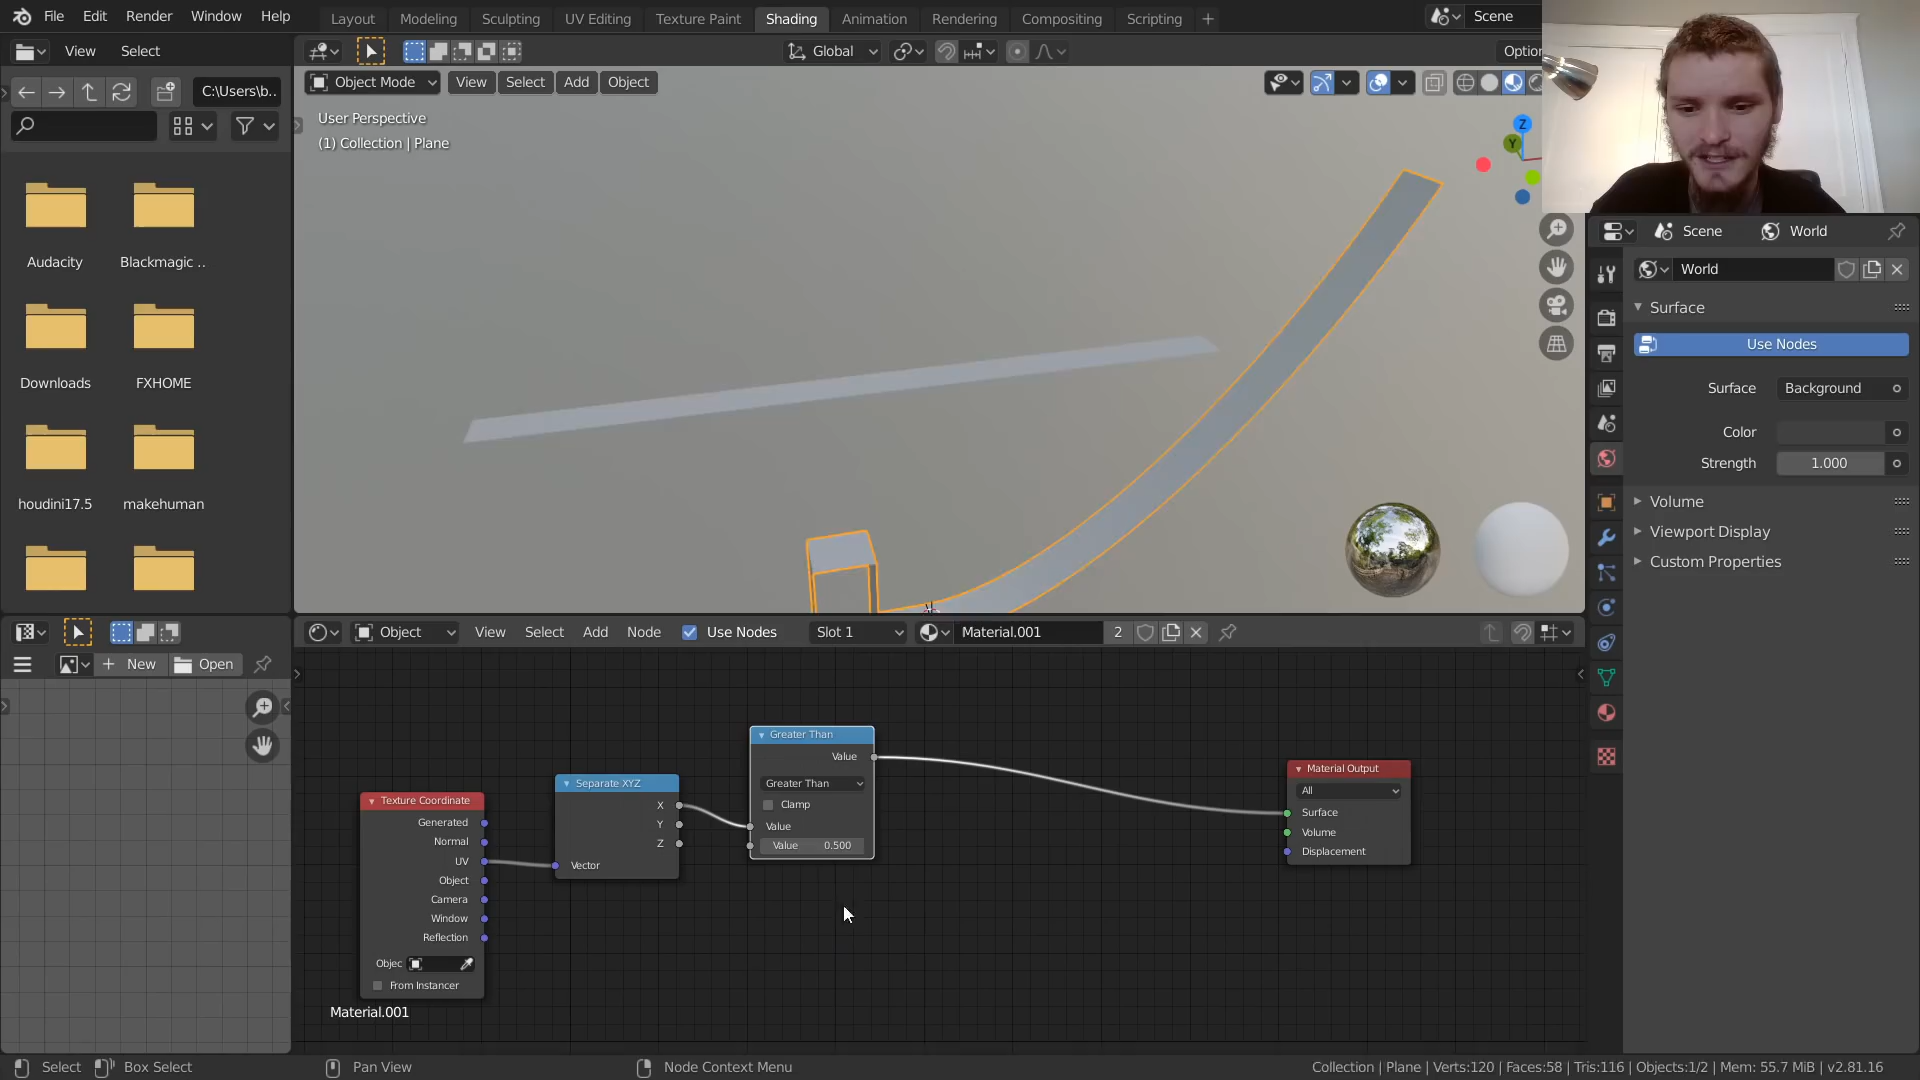 File Edit Render Window Help Layout Modeling Sculpting UV Editing Texture Paint Shading Animation Rendering Compositing Scripting Scene
View Select Global
C:\Users\b.. Object Mode View Select Add Object
User Perspective
(1) Collection | Plane
Z
Y
Audacity Blackmagic ..
Downloads FXHOME
houdini17.5 makehuman
Scene World
World
Surface
Use Nodes
Surface Background
Color
Strength 1.000
Volume
Viewport Display
Custom Properties
Object View Select Add Node Use Nodes Slot 1 Material.001 2
New Open
Texture Coordinate
Generated
Normal
UV
Object
Camera
Window
Reflection
Objec
From Instancer
Separate XYZ
X
Y
Z
Vector
Greater Than
Value
Greater Than
Clamp
Value
Value 0.500
Material Output
All
Surface
Volume
Displacement
Material.001
Select Box Select Pan View Node Context Menu Collection | Plane | Verts:120 | Faces:58 | Tris:116 | Objects:1/2 | Mem: 55.7 MiB | v2.81.16